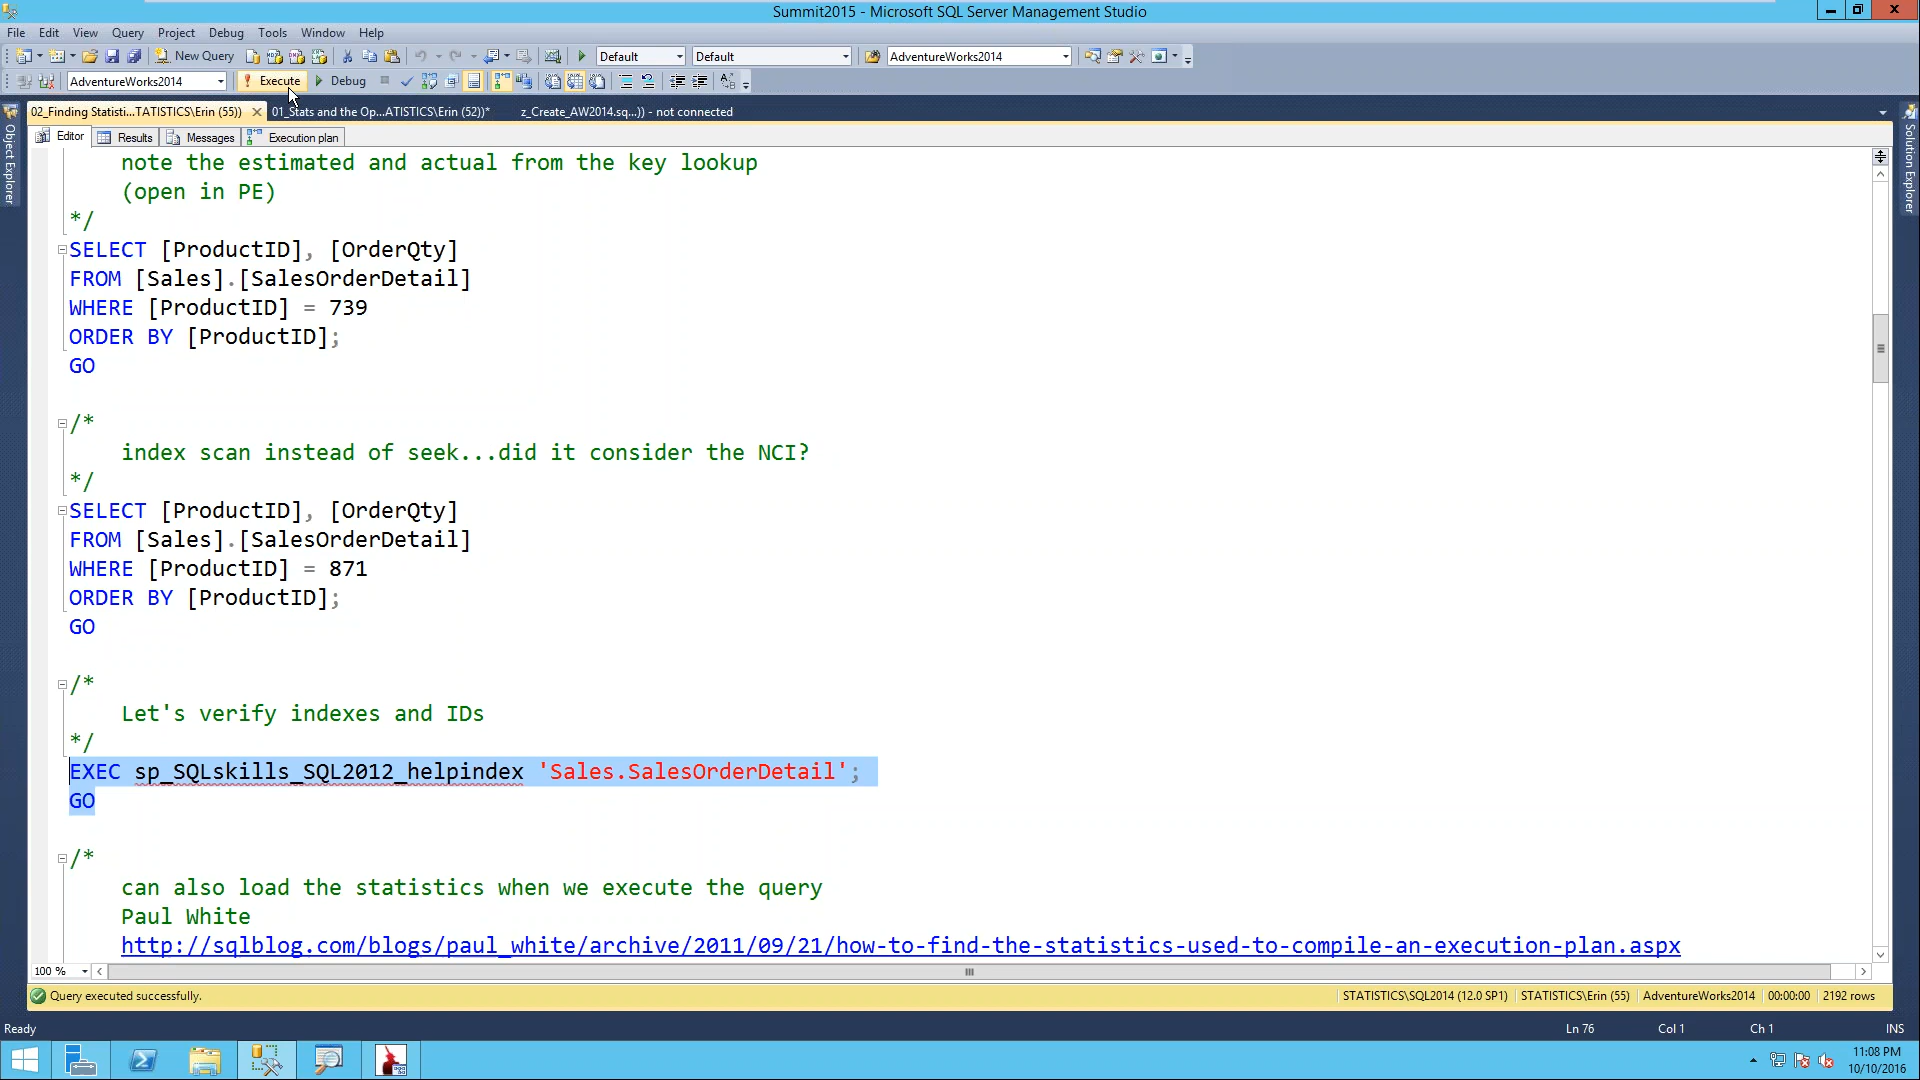 Summit2015 - Microsoft SQL Server Management Studio
File Edit View Query Project Debug Tools Window Help
New Query Default Default AdventureWorks2014
AdventureWorks2014 Execute Debug
02_Finding Statisti...TATISTICS\Erin (55)) 01_Stats and the Op...ATISTICS\Erin (52))* z_Create_AW2014.sq...)) - not connected
Editor Results Messages Execution plan
Object Explorer
Solution Explorer
note the estimated and actual from the key lookup
(open in PE)
*/
SELECT [ProductID], [OrderQty]
FROM [Sales].[SalesOrderDetail]
WHERE [ProductID] = 739
ORDER BY [ProductID];
GO
/*
index scan instead of seek...did it consider the NCI?
*/
SELECT [ProductID], [OrderQty]
FROM [Sales].[SalesOrderDetail]
WHERE [ProductID] = 871
ORDER BY [ProductID];
GO
/*
Let's verify indexes and IDs
*/
EXEC sp_SQLskills_SQL2012_helpindex 'Sales.SalesOrderDetail';
GO
/*
can also load the statistics when we execute the query
Paul White
http://sqlblog.com/blogs/paul_white/archive/2011/09/21/how-to-find-the-statistics-used-to-compile-an-execution-plan.aspx
100 %
Query executed successfully. STATISTICS\SQL2014 (12.0 SP1) STATISTICS\Erin (55) AdventureWorks2014 00:00:00 2192 rows
Ready Ln 76 Col 1 Ch 1 INS
11:08 PM
10/10/2016